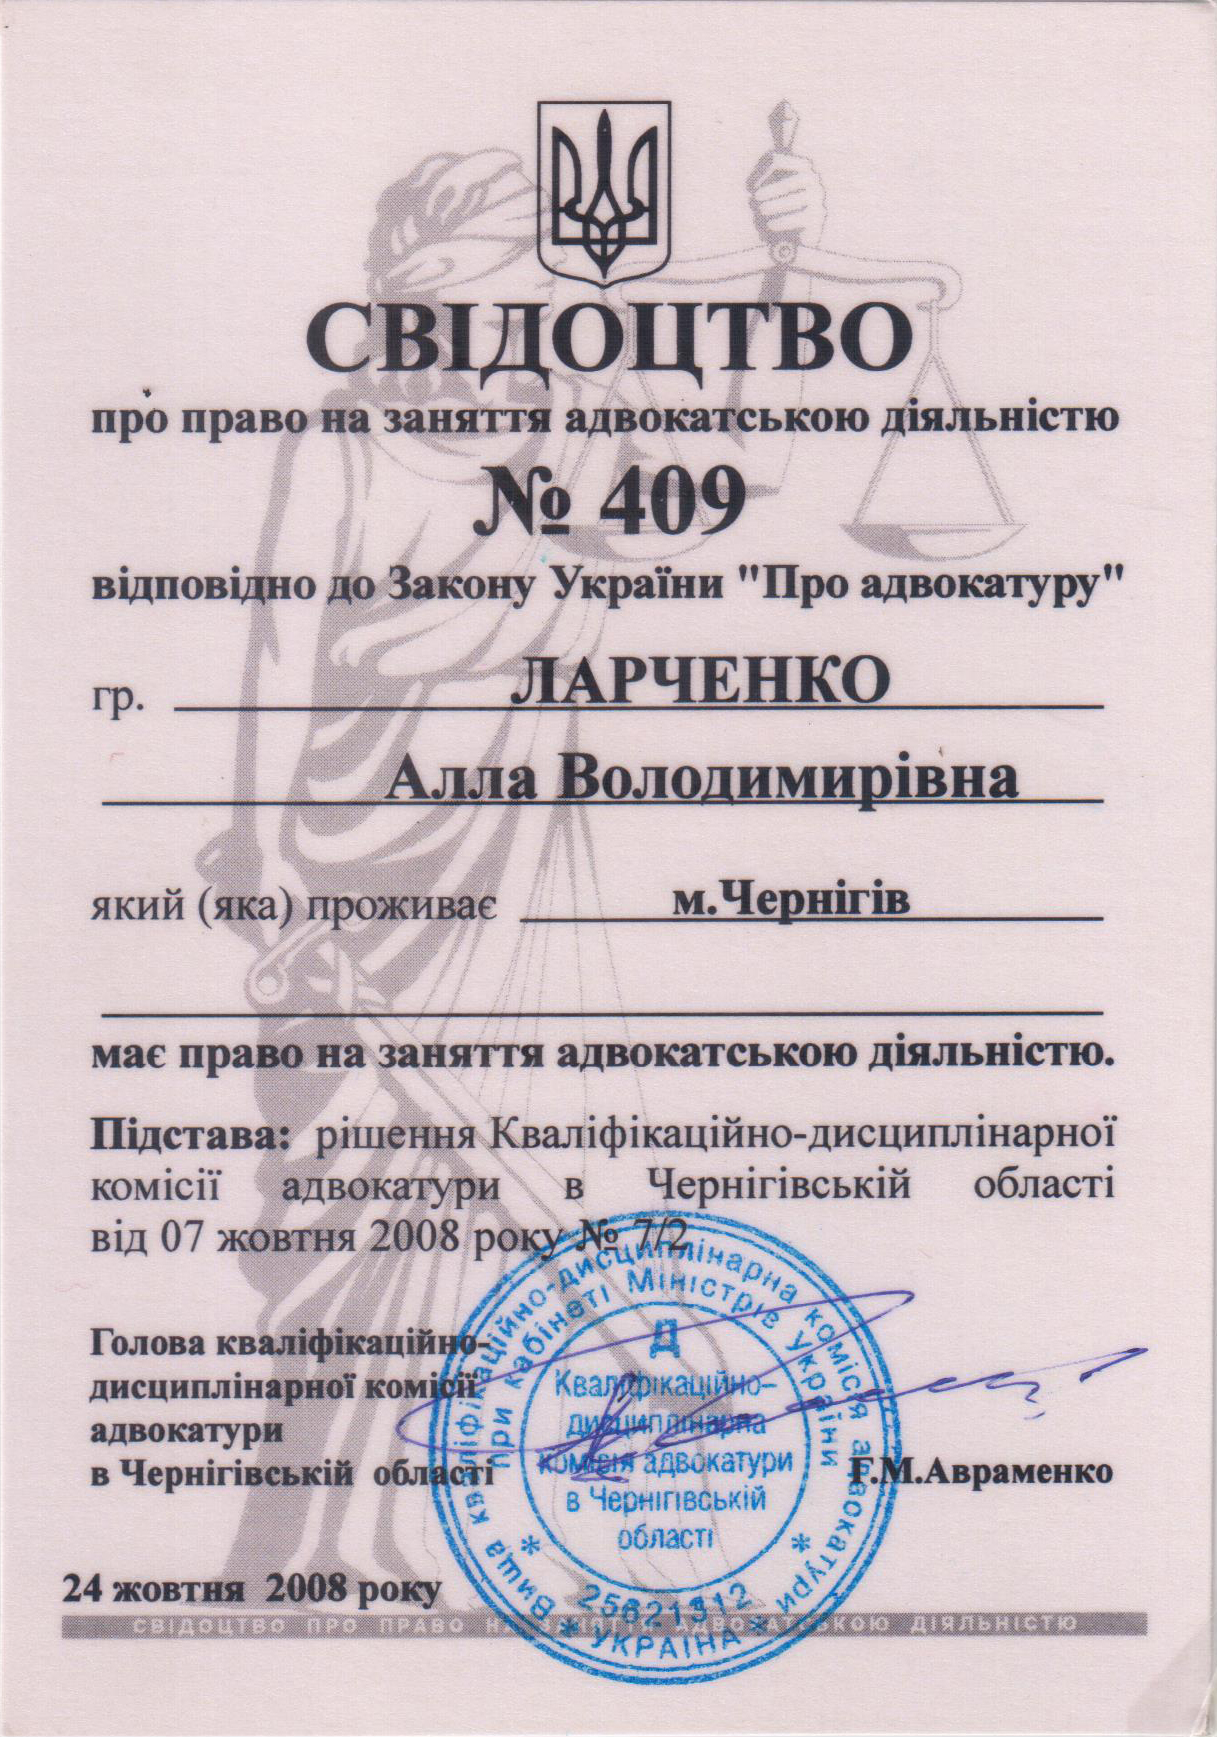 СВІДОЦТВО
про право на заняття адвокатською діяльністю
№ 409
відповідно до Закону України "Про адвокатуру"
гр. ЛАРЧЕНКО
Алла Володимирівна
який (яка) проживає м.Чернігів
має право на заняття адвокатською діяльністю.
Підстава: рішення Кваліфікаційно-дисциплінарної
комісії адвокатури в Чернігівській області
від 07 жовтня 2008 року № 7/2
Голова кваліфікаційно-
дисциплінарної комісії
адвокатури
в Чернігівській області Г.М.Авраменко
Вища кваліфікаційно-дисциплінарна комісія адвокатури
при Кабінеті Міністрів України
Д
Кваліфікаційно-
дисциплінарна
комісія адвокатури
в Чернігівській
області
25621312
* УКРАЇНА *
24 жовтня 2008 року
СВІДОЦТВО ПРО ПРАВО НА ЗАНЯТТЯ АДВОКАТСЬКОЮ ДІЯЛЬНІСТЮ